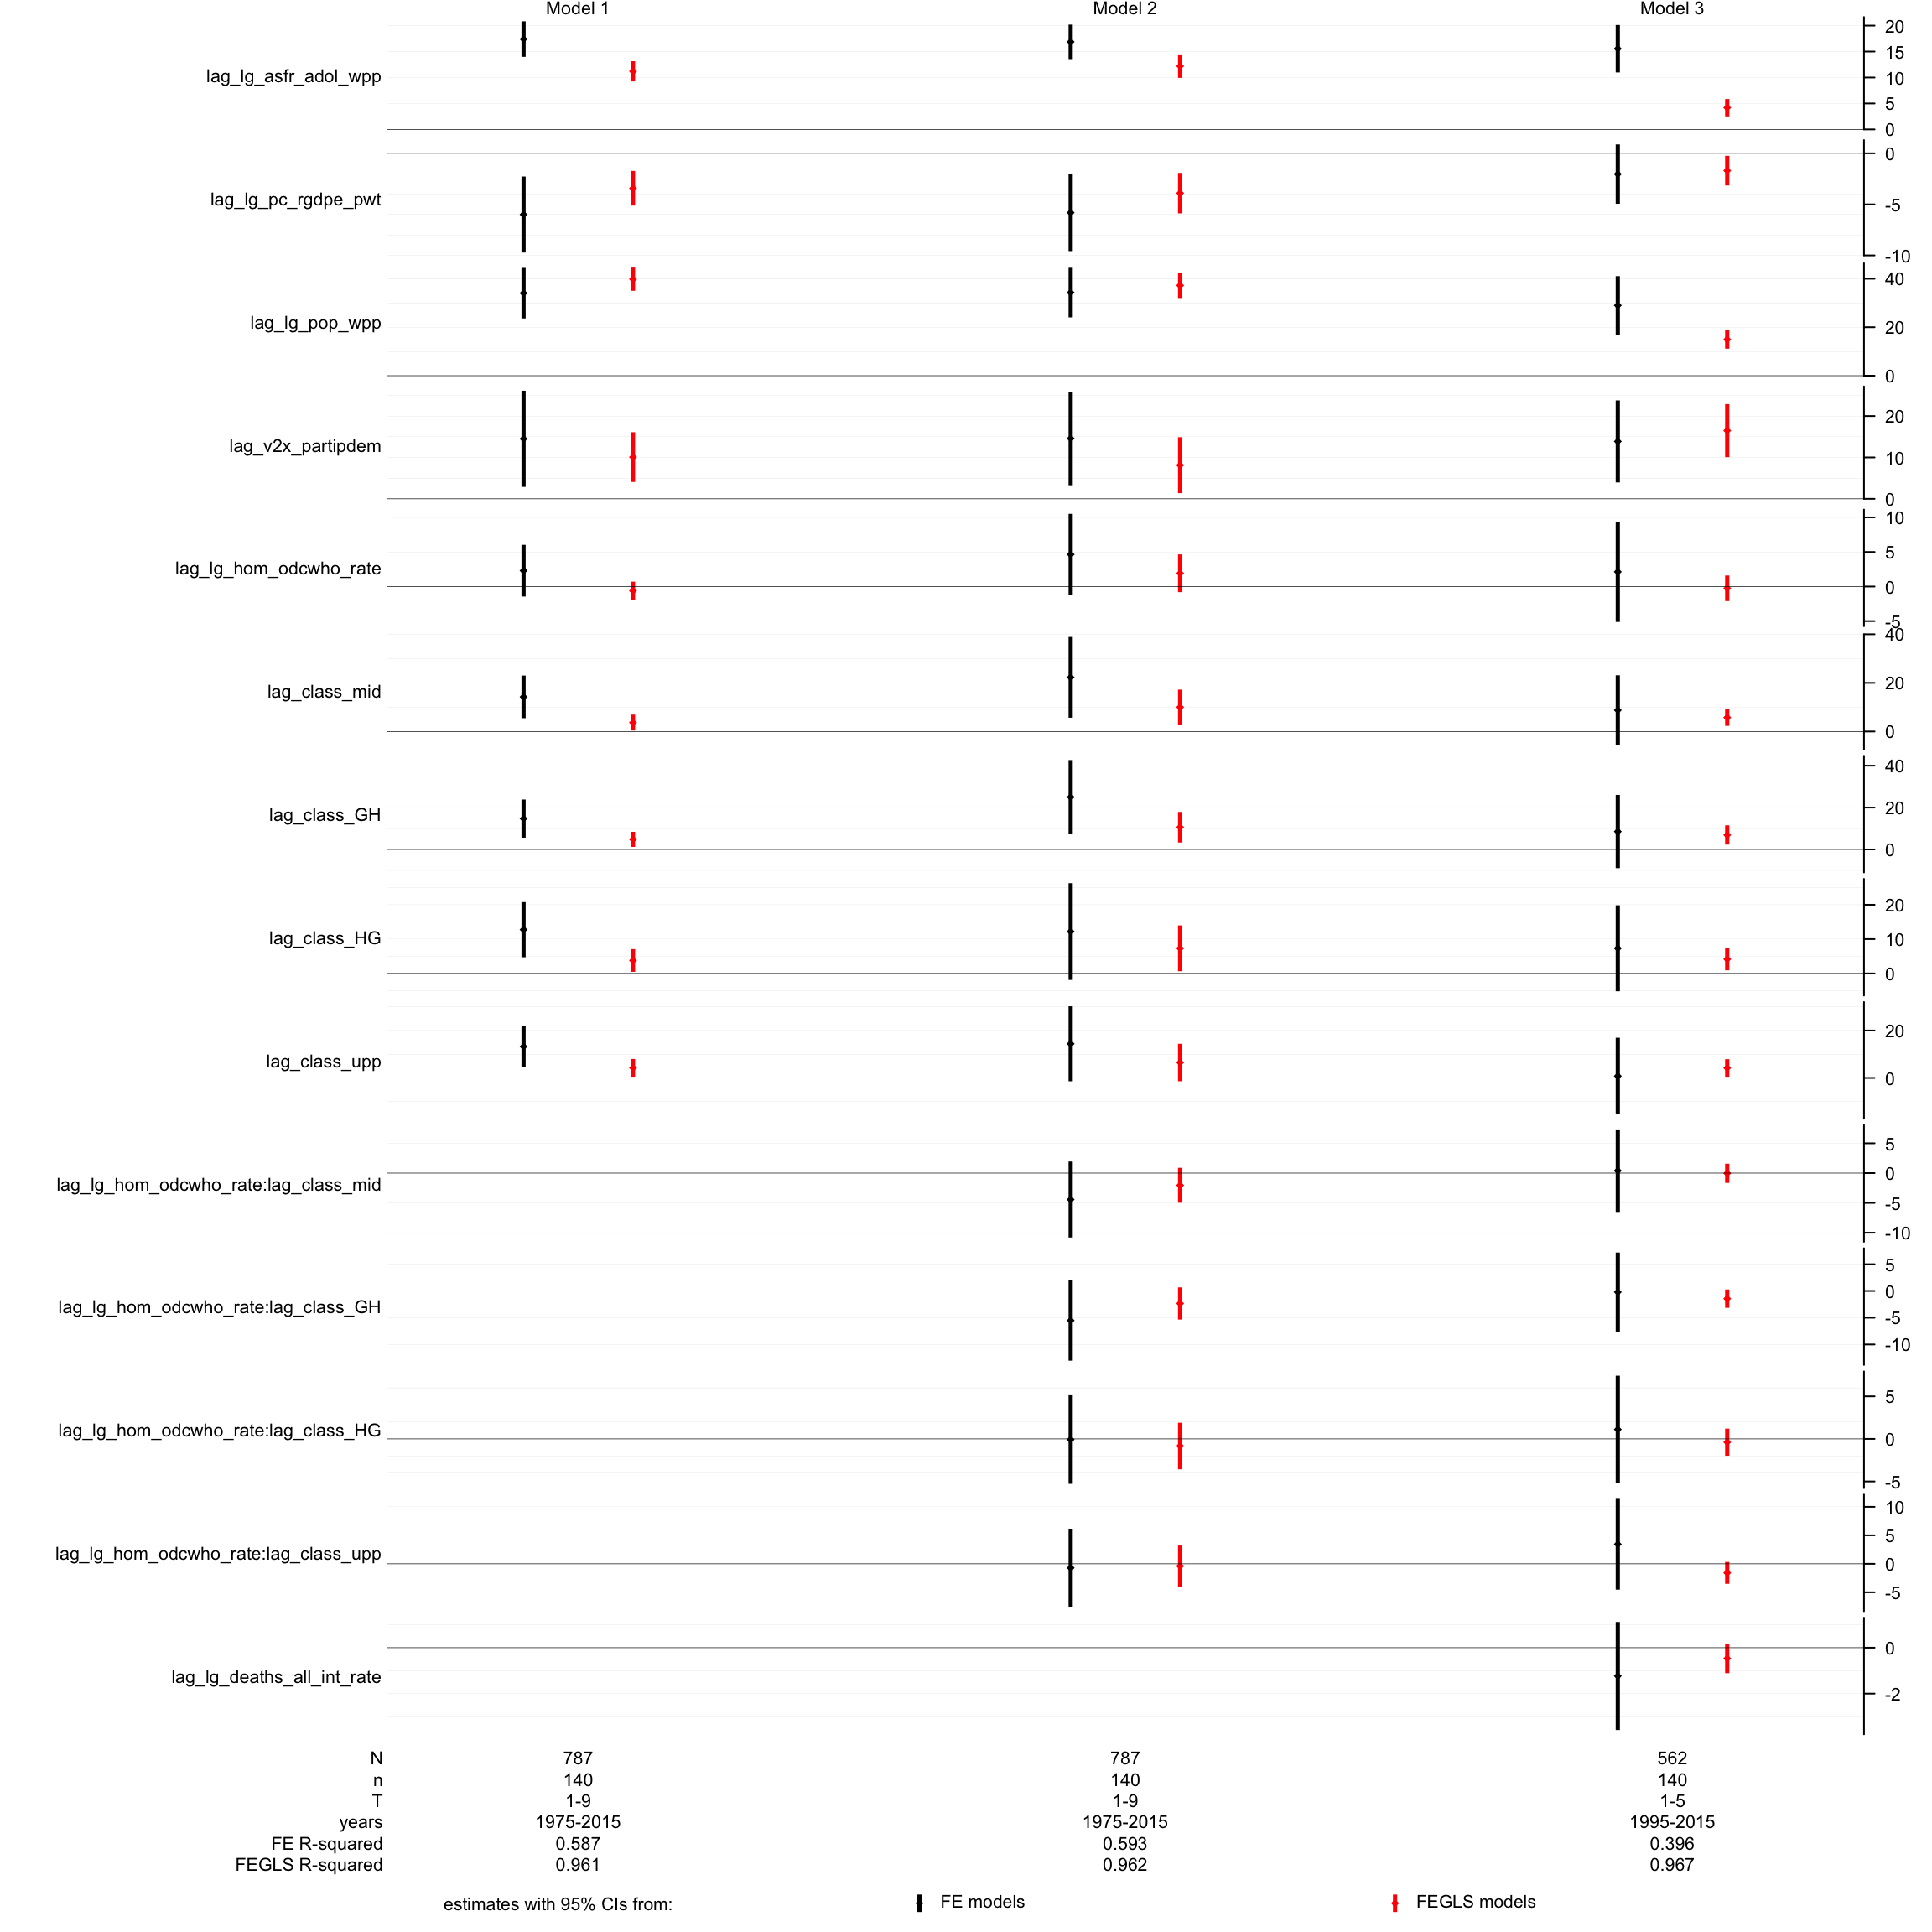 Model 1 Model 2 Model 3
lag_lg_asfr_adol_wpp
20
15
10
5
0
lag_lg_pc_rgdpe_pwt
0
-5
-10
lag_lg_pop_wpp
40
20
0
lag_v2x_partipdem
20
10
0
lag_lg_hom_odcwho_rate
10
5
0
-5
lag_class_mid
40
20
0
lag_class_GH
40
20
0
lag_class_HG
20
10
0
lag_class_upp
20
0
lag_lg_hom_odcwho_rate:lag_class_mid
5
0
-5
-10
lag_lg_hom_odcwho_rate:lag_class_GH
5
0
-5
-10
lag_lg_hom_odcwho_rate:lag_class_HG
5
0
-5
lag_lg_hom_odcwho_rate:lag_class_upp
10
5
0
-5
lag_lg_deaths_all_int_rate
0
-2
N 787 787 562
n 140 140 140
T 1-9 1-9 1-5
years 1975-2015 1975-2015 1995-2015
FE R-squared 0.587 0.593 0.396
FEGLS R-squared 0.961 0.962 0.967
estimates with 95% CIs from: FE models FEGLS models